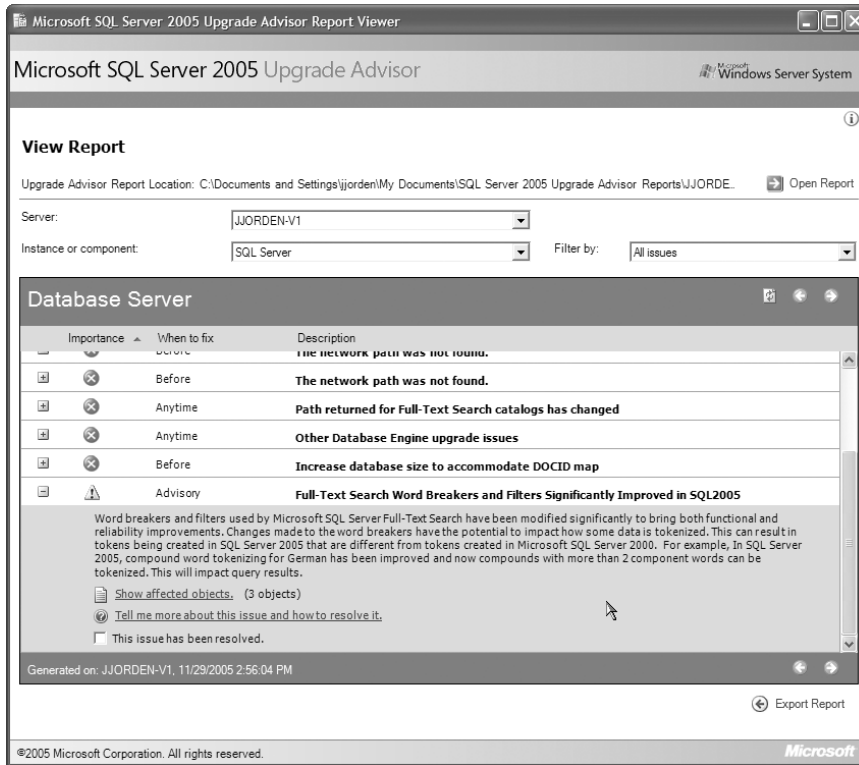 Microsoft SQL Server 2005 Upgrade Advisor Report Viewer
Microsoft SQL Server 2005 Upgrade Advisor
Microsoft
Windows Server System
View Report
Upgrade Advisor Report Location: C:\Documents and Settings\jjorden\My Documents\SQL Server 2005 Upgrade Advisor Reports\JJORDE..
Open Report
Server: JJORDEN-V1
Instance or component: SQL Server Filter by: All issues
Database Server
Importance When to fix Description
Before The network path was not found.
Before The network path was not found.
Anytime Path returned for Full-Text Search catalogs has changed
Anytime Other Database Engine upgrade issues
Before Increase database size to accommodate DOCID map
Advisory Full-Text Search Word Breakers and Filters Significantly Improved in SQL2005
Word breakers and filters used by Microsoft SQL Server Full-Text Search have been modified significantly to bring both functional and
reliability improvements. Changes made to the word breakers have the potential to impact how some data is tokenized. This can result in
tokens being created in SQL Server 2005 that are different from tokens created in Microsoft SQL Server 2000. For example, In SQL Server
2005, compound word tokenizing for German has been improved and now compounds with more than 2 component words can be
tokenized. This will impact query results.
Show affected objects. (3 objects)
Tell me more about this issue and how to resolve it.
This issue has been resolved.
Generated on: JJORDEN-V1, 11/29/2005 2:56:04 PM
Export Report
©2005 Microsoft Corporation. All rights reserved.
Microsoft